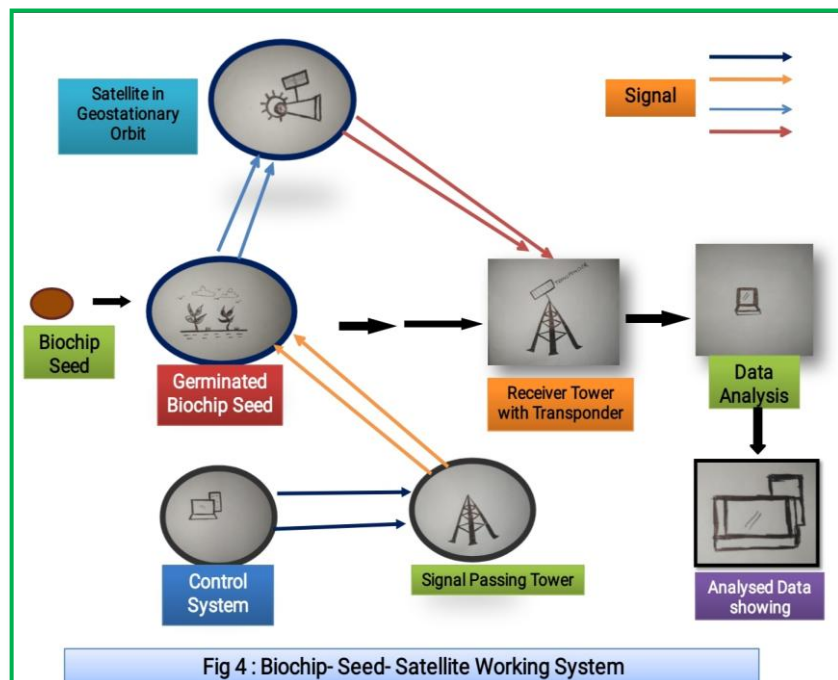 Satellite in
Geostationary
Orbit
Signal
Biochip
Seed
Germinated
Biochip Seed
Receiver Tower
with Transponder
Data
Analysis
Control
System
Signal Passing Tower
Analysed Data
showing
Fig 4 : Biochip- Seed- Satellite Working System